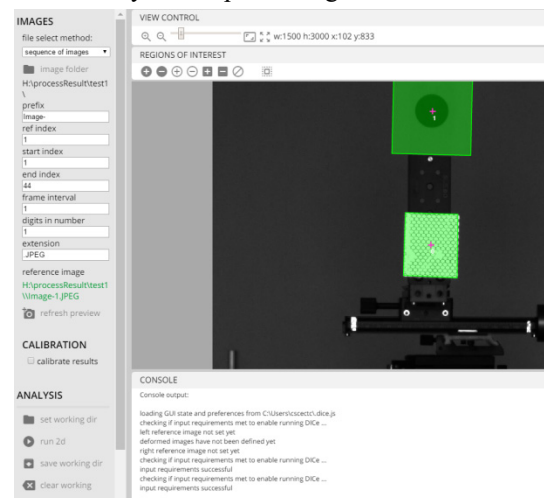 IMAGES
file select method:
sequence of images
image folder
H:\processResult\test1
\
prefix
Image-
ref index
1
start index
1
end index
44
frame interval
1
digits in number
1
extension
.JPEG
reference image
H:\processResult\test1
\\Image-1.JPEG
refresh preview
CALIBRATION
calibrate results
ANALYSIS
set working dir
run 2d
save working dir
clear working
VIEW CONTROL
w:1500 h:3000 x:102 y:833
REGIONS OF INTEREST
1
CONSOLE
Console output:
loading GUI state and preferences from C:\Users\cscectc\.dice.js
checking if input requirements met to enable running DICe ...
left reference image not set yet
deformed images have not been defined yet
right reference image not set yet
checking if input requirements met to enable running DICe ...
input requirements successful
checking if input requirements met to enable running DICe ...
input requirements successful